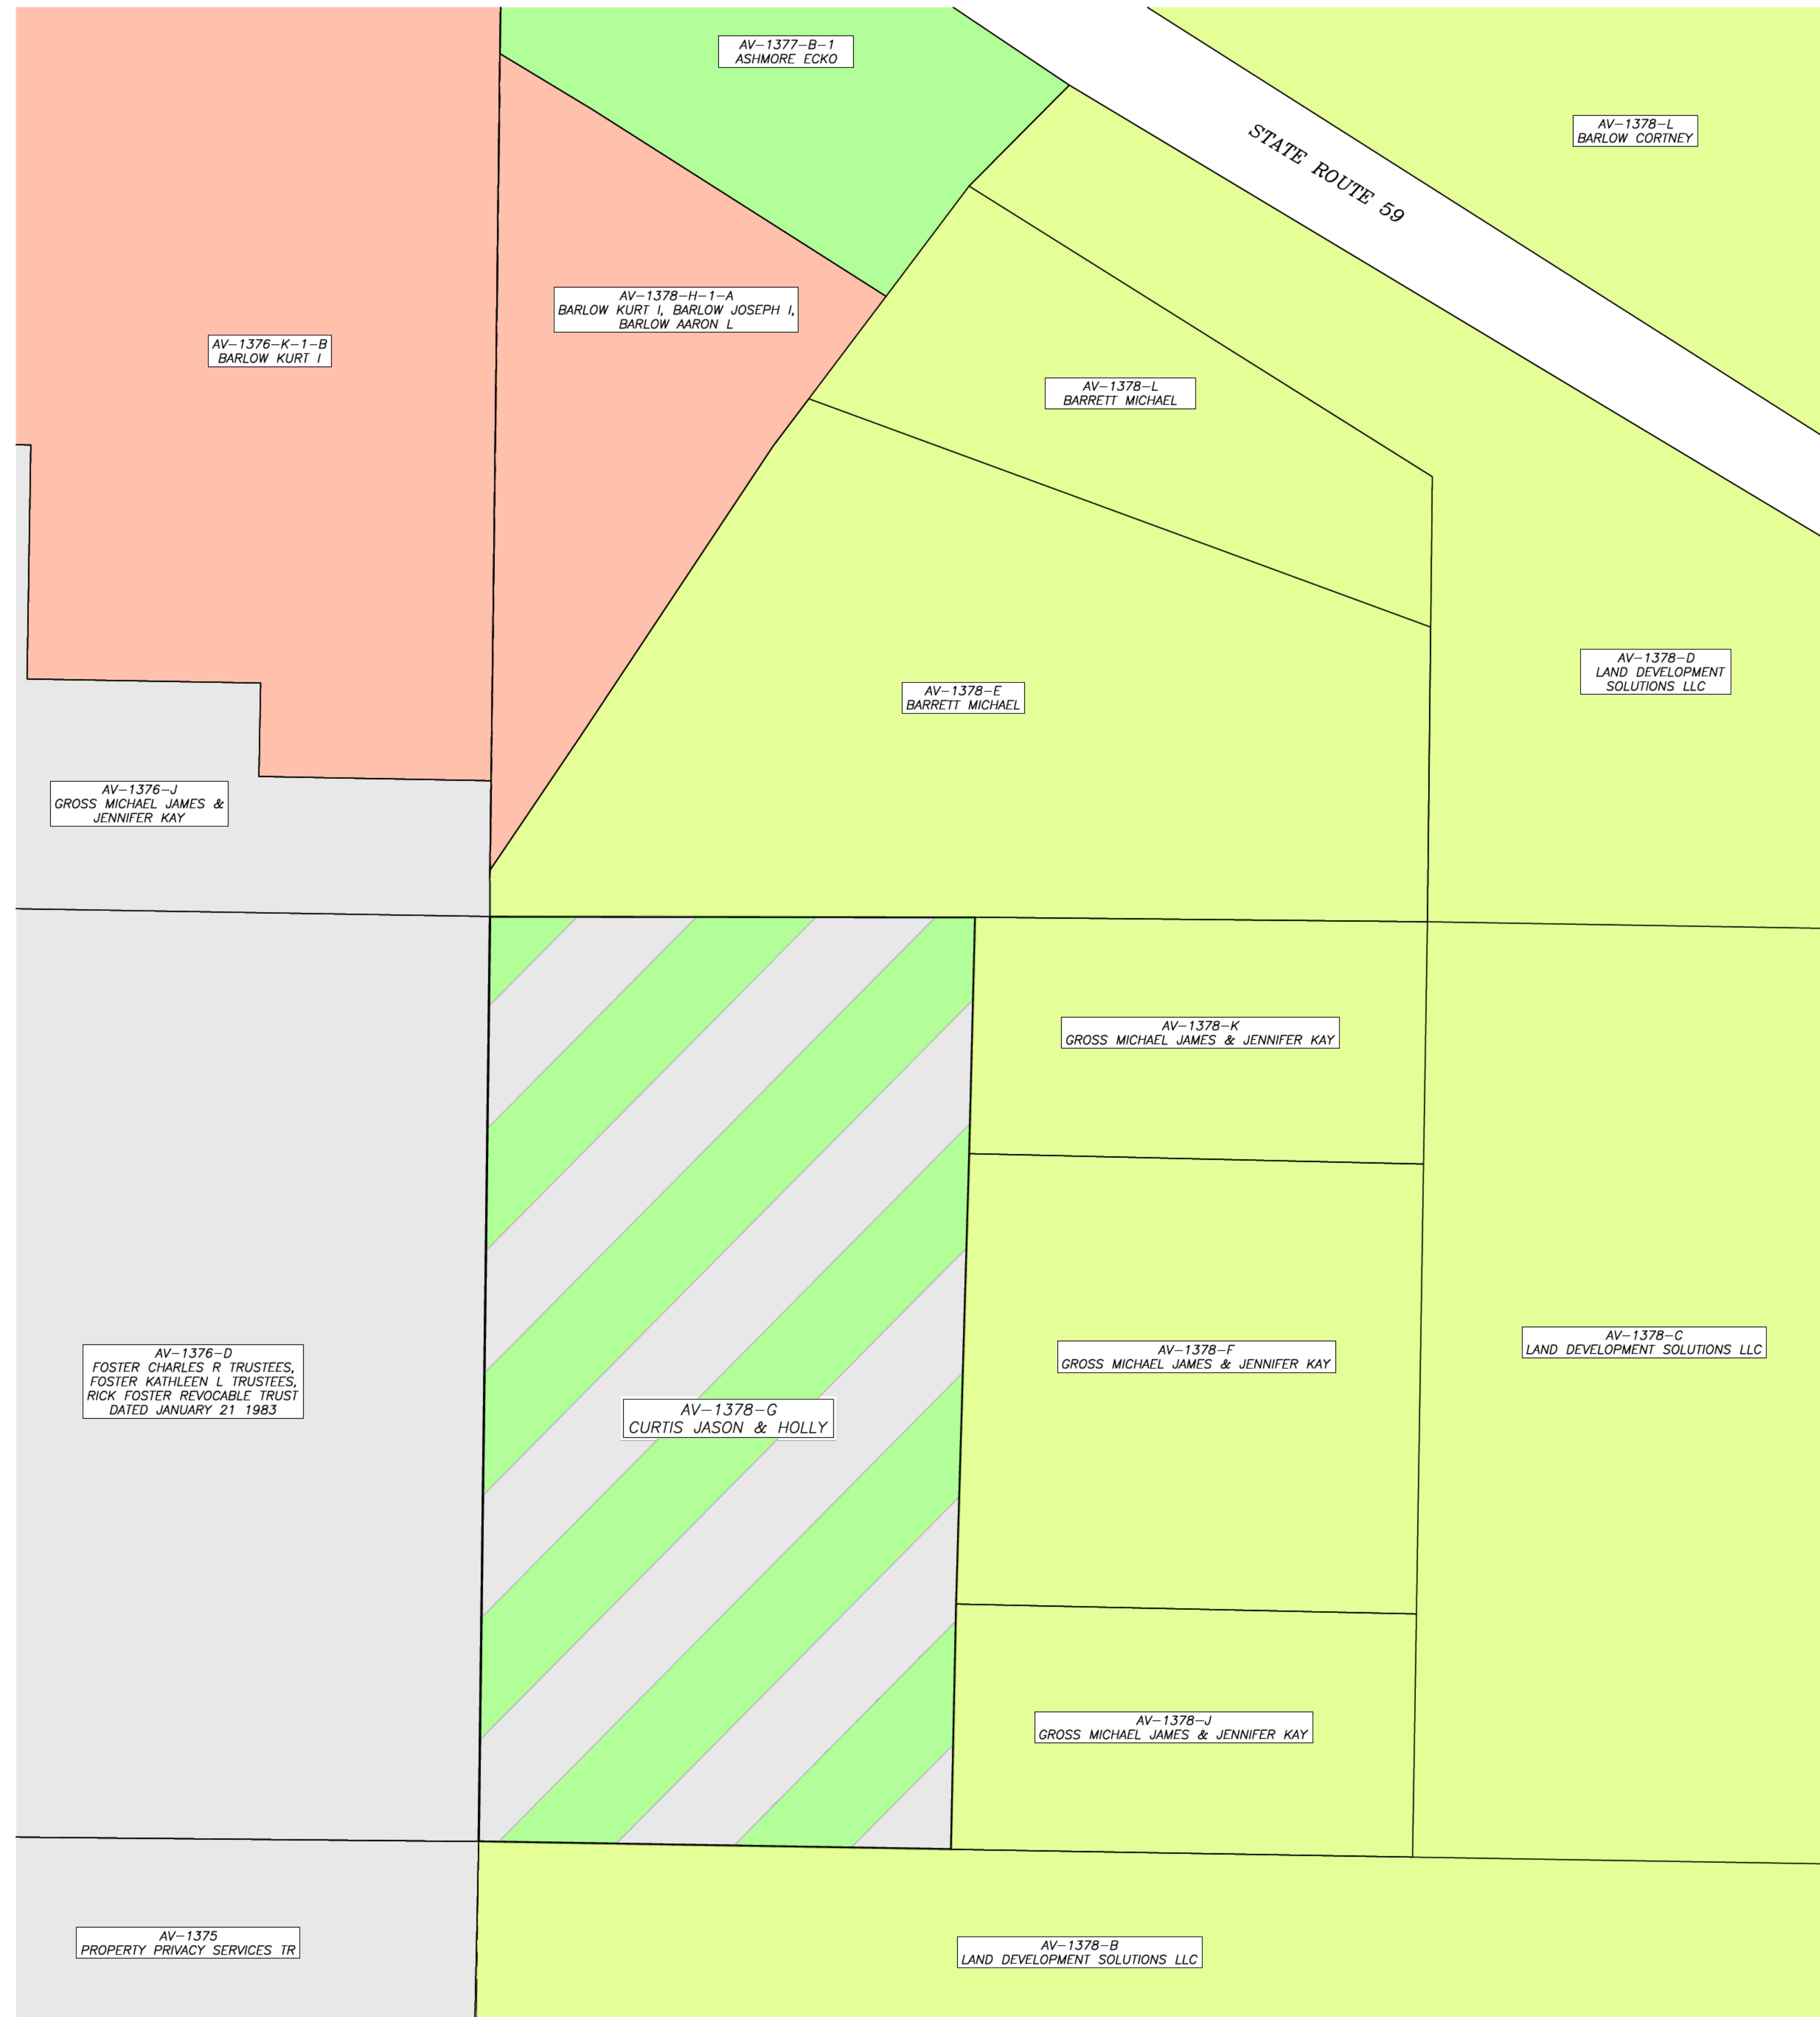 AV-1377-B-1
ASHMORE ECKO
AV-1378-L
BARLOW CORTNEY
STATE ROUTE 59
AV-1378-H-1-A
BARLOW KURT I, BARLOW JOSEPH I,
BARLOW AARON L
AV-1376-K-1-B
BARLOW KURT I
AV-1378-L
BARRETT MICHAEL
AV-1378-D
LAND DEVELOPMENT
SOLUTIONS LLC
AV-1378-E
BARRETT MICHAEL
AV-1376-J
GROSS MICHAEL JAMES &
JENNIFER KAY
AV-1378-K
GROSS MICHAEL JAMES & JENNIFER KAY
AV-1376-D
FOSTER CHARLES R TRUSTEES,
FOSTER KATHLEEN L TRUSTEES,
RICK FOSTER REVOCABLE TRUST
DATED JANUARY 21 1983
AV-1378-G
CURTIS JASON & HOLLY
AV-1378-F
GROSS MICHAEL JAMES & JENNIFER KAY
AV-1378-C
LAND DEVELOPMENT SOLUTIONS LLC
AV-1378-J
GROSS MICHAEL JAMES & JENNIFER KAY
AV-1375
PROPERTY PRIVACY SERVICES TR
AV-1378-B
LAND DEVELOPMENT SOLUTIONS LLC